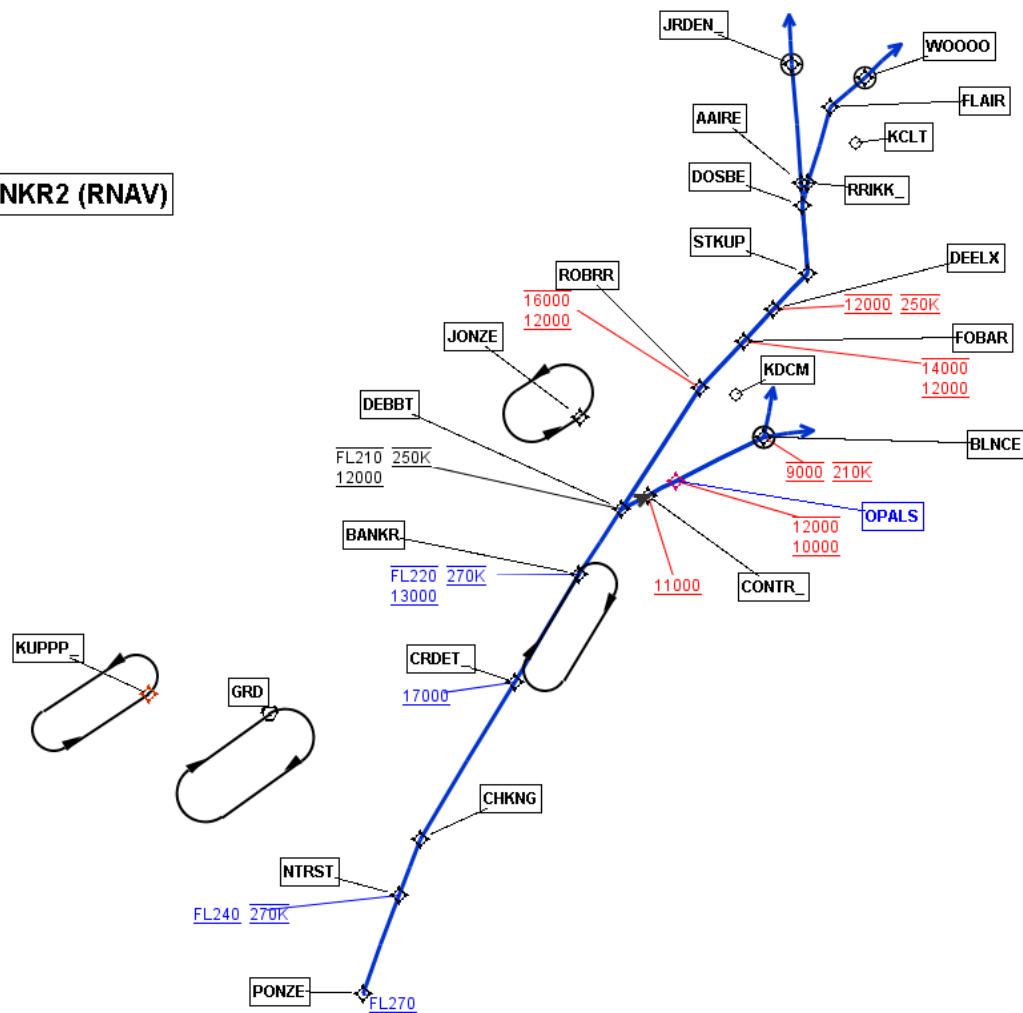 JRDEN_
WOOOO
FLAIR
AAIRE
KCLT
DOSBE
RRIKK_
NKR2 (RNAV)
STKUP
DEELX
ROBRR
16000
12000
12000 250K
JONZE
FOBAR
14000
12000
KDCM
DEBBT
FL210 250K
12000
BLNCE
9000 210K
OPALS
12000
10000
BANKR
FL220 270K
13000
11000
CONTR_
KUPPP_
CRDET_
17000
GRD
CHKNG
NTRST
FL240 270K
PONZE
FL270